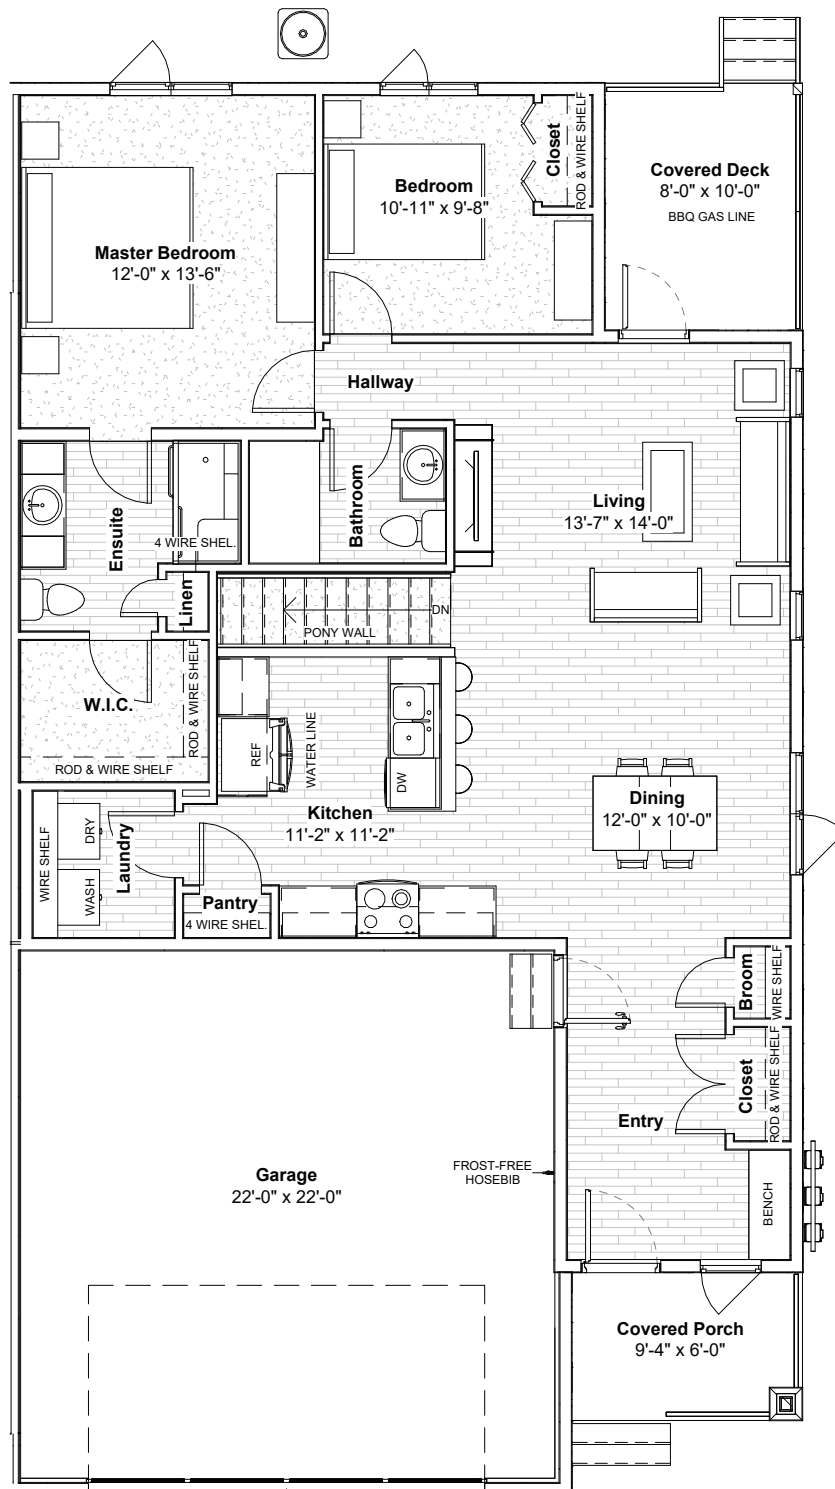 Closet
ROD & WIRE SHELF
Bedroom
10'-11" x 9'-8"
Covered Deck
8'-0" x 10'-0"
BBQ GAS LINE
Master Bedroom
12'-0" x 13'-6"
Hallway
Living
13'-7" x 14'-0"
Bathroom
Ensuite
4 WIRE SHEL.
Linen
DN
PONY WALL
W.I.C.
ROD & WIRE SHELF
ROD & WIRE SHELF
REF
WATER LINE
DW
Kitchen
11'-2" x 11'-2"
Dining
12'-0" x 10'-0"
WIRE SHELF
DRY
WASH
Laundry
Pantry
4 WIRE SHEL.
Broom
WIRE SHELF
Closet
ROD & WIRE SHELF
Entry
Garage
22'-0" x 22'-0"
FROST-FREE
HOSEBIB
BENCH
Covered Porch
9'-4" x 6'-0"